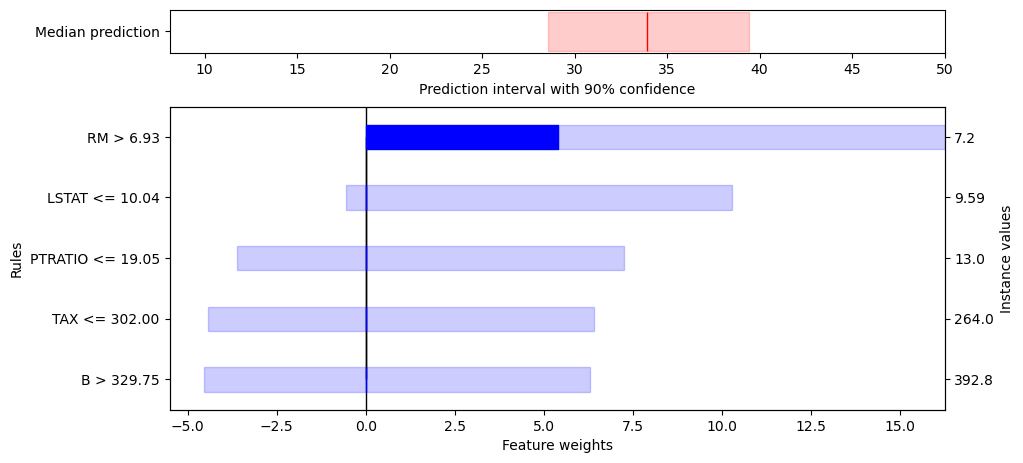 Median prediction
10 15 20 25 30 35 40 45 50
Prediction interval with 90% confidence
RM > 6.93 7.2
LSTAT <= 10.04 9.59
PTRATIO <= 19.05 13.0
TAX <= 302.00 264.0
B > 329.75 392.8
Rules
Instance values
−5.0 −2.5 0.0 2.5 5.0 7.5 10.0 12.5 15.0
Feature weights